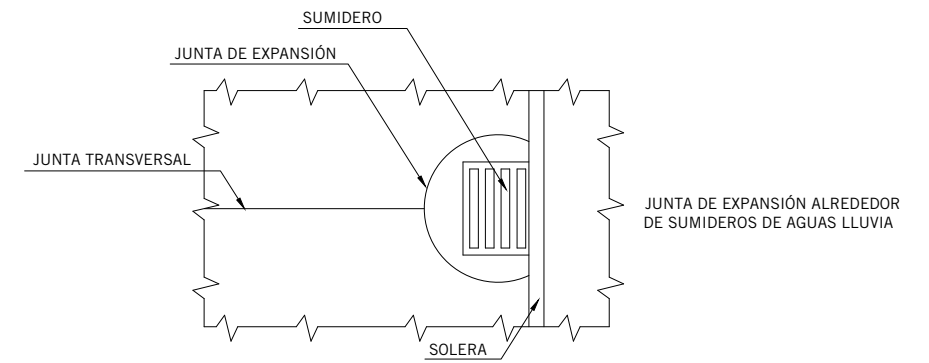 SUMIDERO
JUNTA DE EXPANSIÓN
JUNTA TRANSVERSAL
JUNTA DE EXPANSIÓN ALREDEDOR
DE SUMIDEROS DE AGUAS LLUVIA
SOLERA